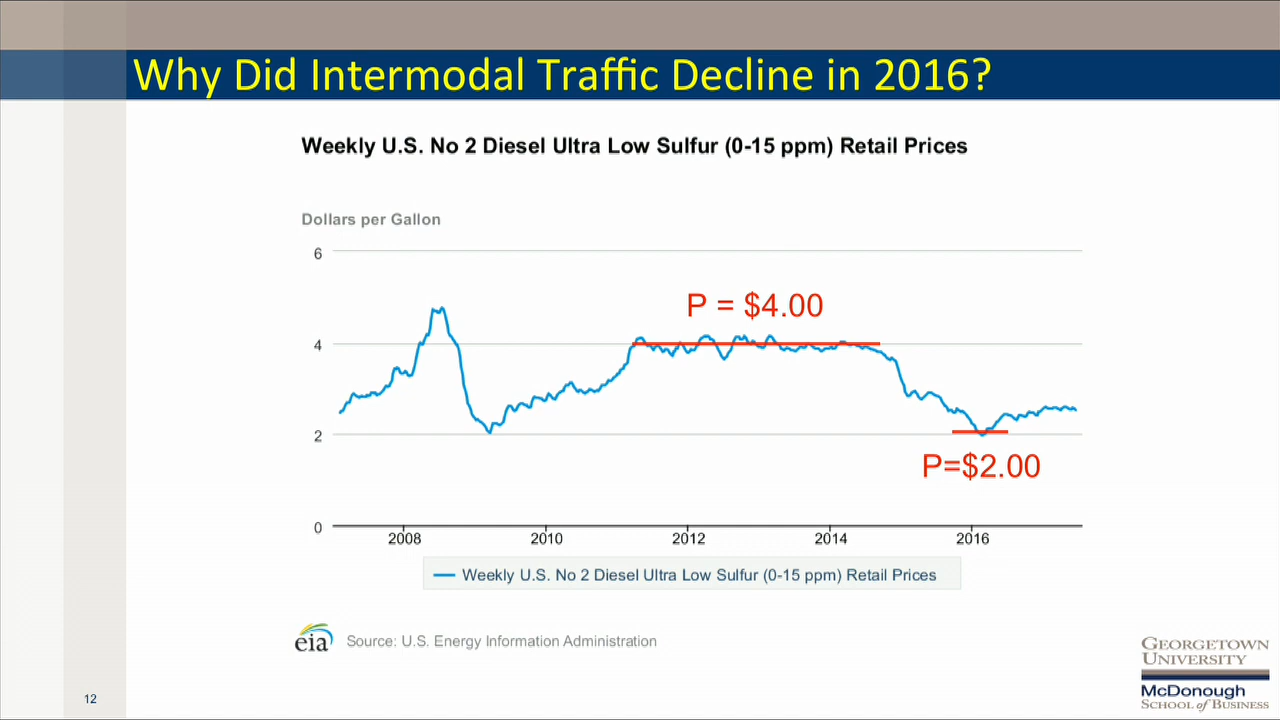 Why Did Intermodal Traffic Decline in 2016?
Weekly U.S. No 2 Diesel Ultra Low Sulfur (0-15 ppm) Retail Prices
Dollars per Gallon
6
P = $4.00
4
2
P=$2.00
0
2008 2010 2012 2014 2016
Weekly U.S. No 2 Diesel Ultra Low Sulfur (0-15 ppm) Retail Prices
eia Source: U.S. Energy Information Administration
GEORGETOWN
UNIVERSITY
McDonough
SCHOOL of BUSINESS
12